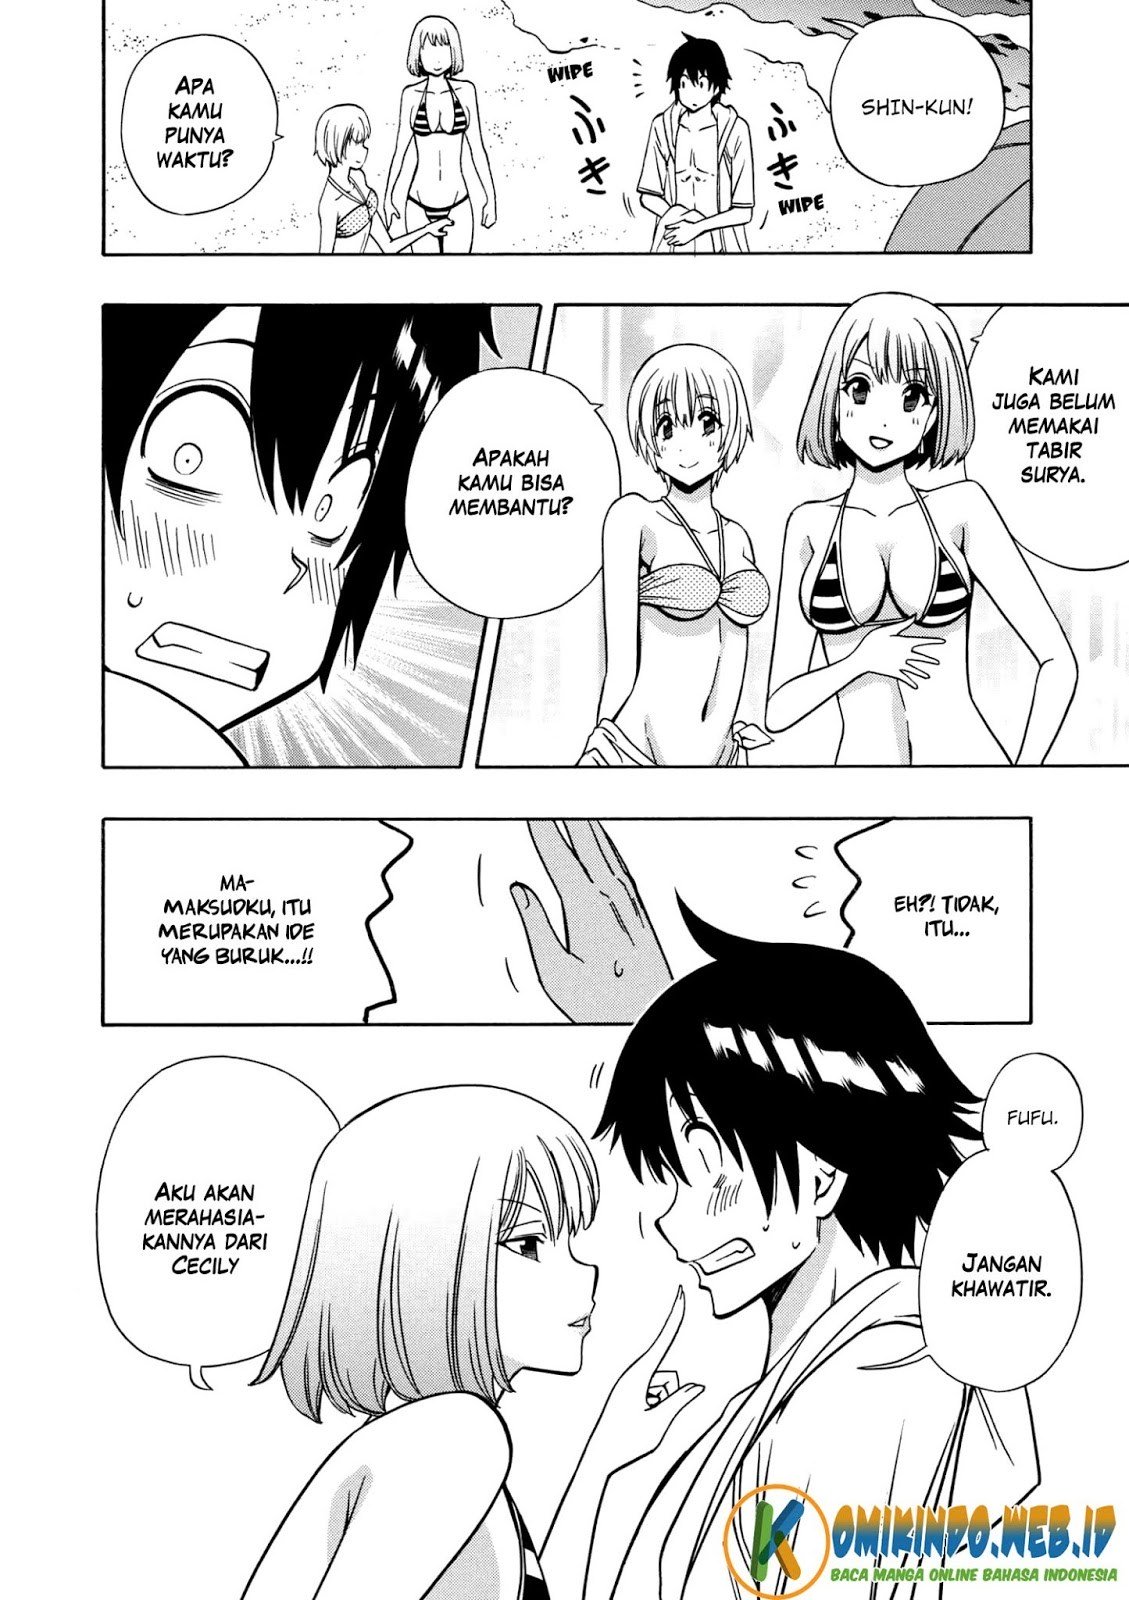 SHIN-KUN!
WIPE
ふき
ふき
WIPE
APA
KAMU
PUNYA
WAKTU?
KAMI
JUGA BELUM
MEMAKAI
TABIR
SURYA.
APAKAH
KAMU BISA
MEMBANTU?
EH?! TIDAK,
ITU...
MA-
MAKSUDKU, ITU
MERUPAKAN IDE
YANG BURUK...!!
FUFU.
JANGAN
KHAWATIR.
AKU AKAN
MERAHASIA-
KANNYA DARI
CECILY
KOMIKINDO.WEB.ID
BACA MANGA ONLINE BAHASA INDONESIA